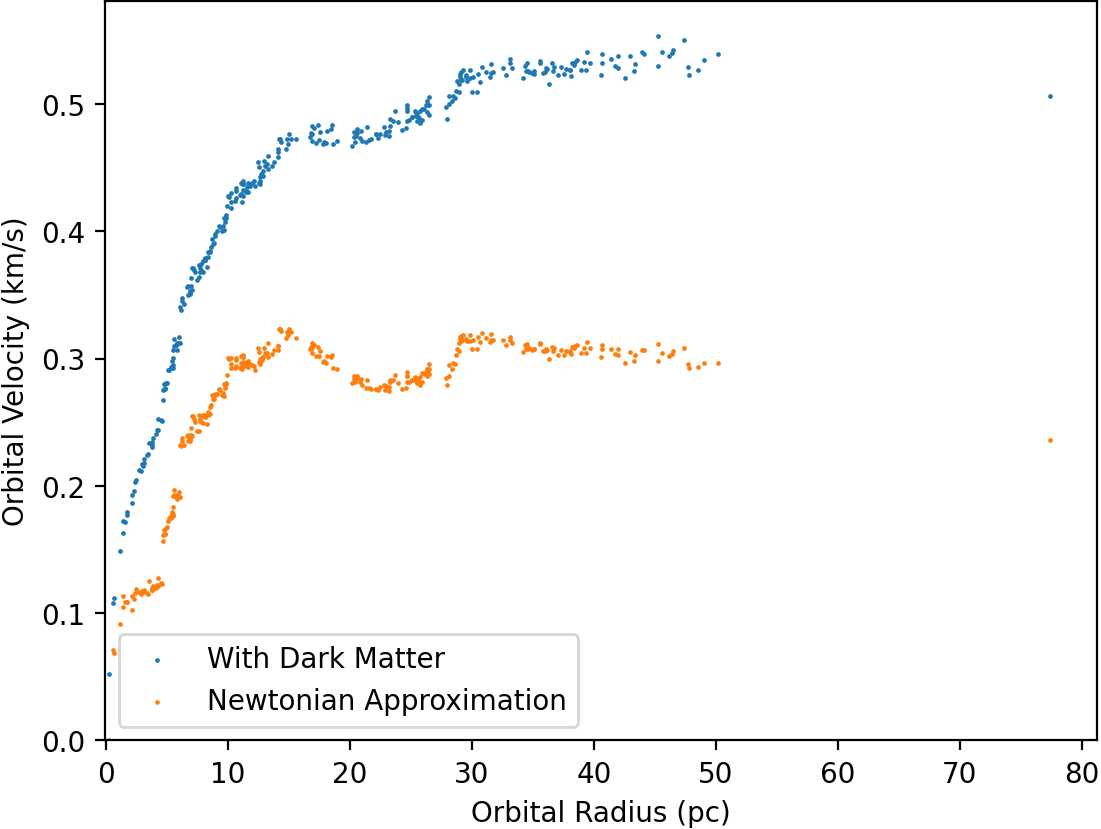 0.5
0.4
0.3
0.2
0.1
0.0
Orbital Velocity (km/s)
With Dark Matter
Newtonian Approximation
0 10 20 30 40 50 60 70 80
Orbital Radius (pc)